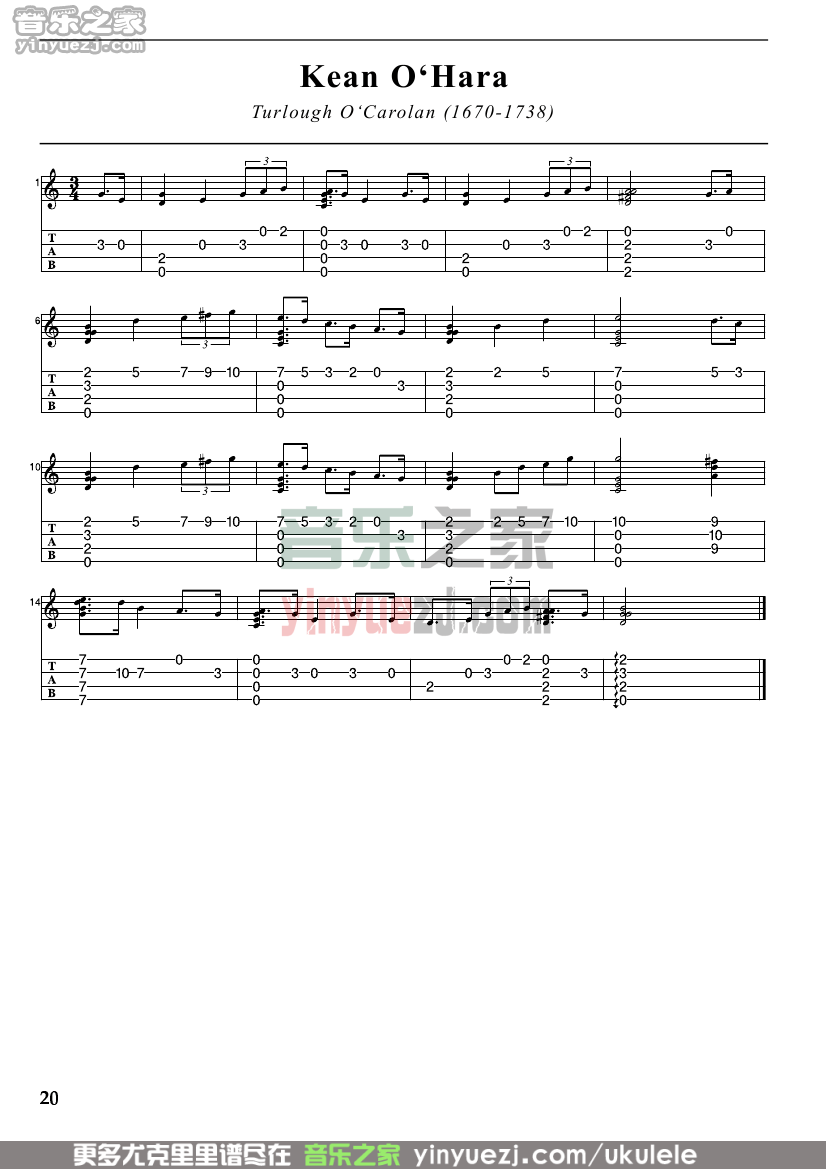 音乐之家
yinyuezj.com
Kean O‘Hara
Turlough O‘Carolan (1670-1738)
1
3
4
3
3
T
A
B
3 0 2 0 0 3 0 2 0 0 0 0 3 0 3 0 2 0 0 3 0 2 0 2 2 2 3 0
6
3
T
A
B
2 3 2 0 5 7 9 10 7 0 0 0 5 3 2 0 3 2 3 2 0 2 5 7 0 0 0 5 3
10
3
T
A
B
2 3 2 0 5 7 9 10 7 0 0 0 5 3 2 0 3 2 3 2 0 2 5 7 10 10 0 0 0 9 10 9
音乐之家
yinyuezj.com
14
3
T
A
B
7 7 7 7 10 7 0 3 0 0 0 0 3 0 3 0 2 0 3 0 2 0 2 2 2 3 2 3 2 0
20
更多尤克里里谱尽在 音乐之家 yinyuezj.com/ukulele